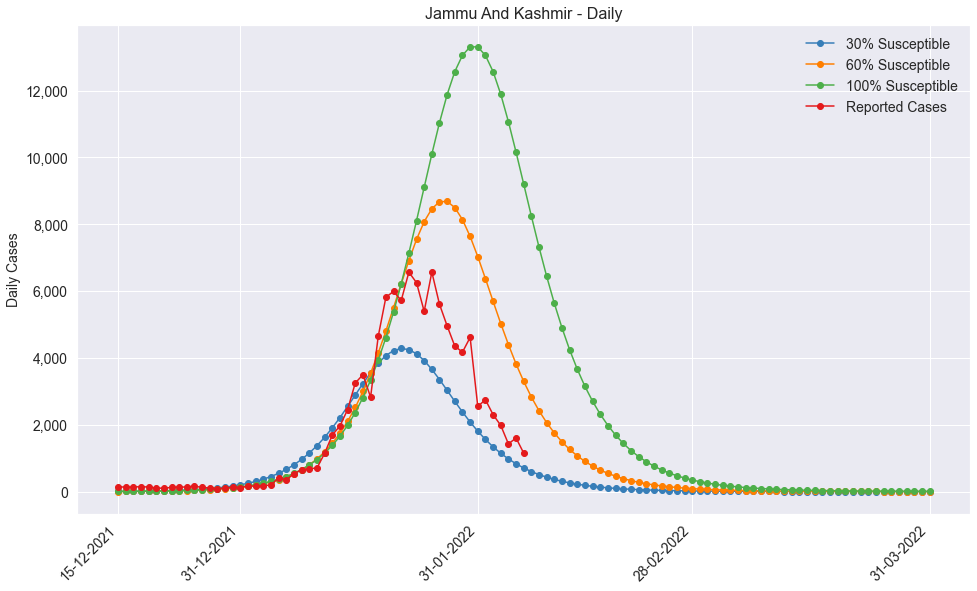 Jammu And Kashmir - Daily
30% Susceptible
60% Susceptible
100% Susceptible
Reported Cases
Daily Cases
12,000
10,000
8,000
6,000
4,000
2,000
0
15-12-2021
31-12-2021
31-01-2022
28-02-2022
31-03-2022